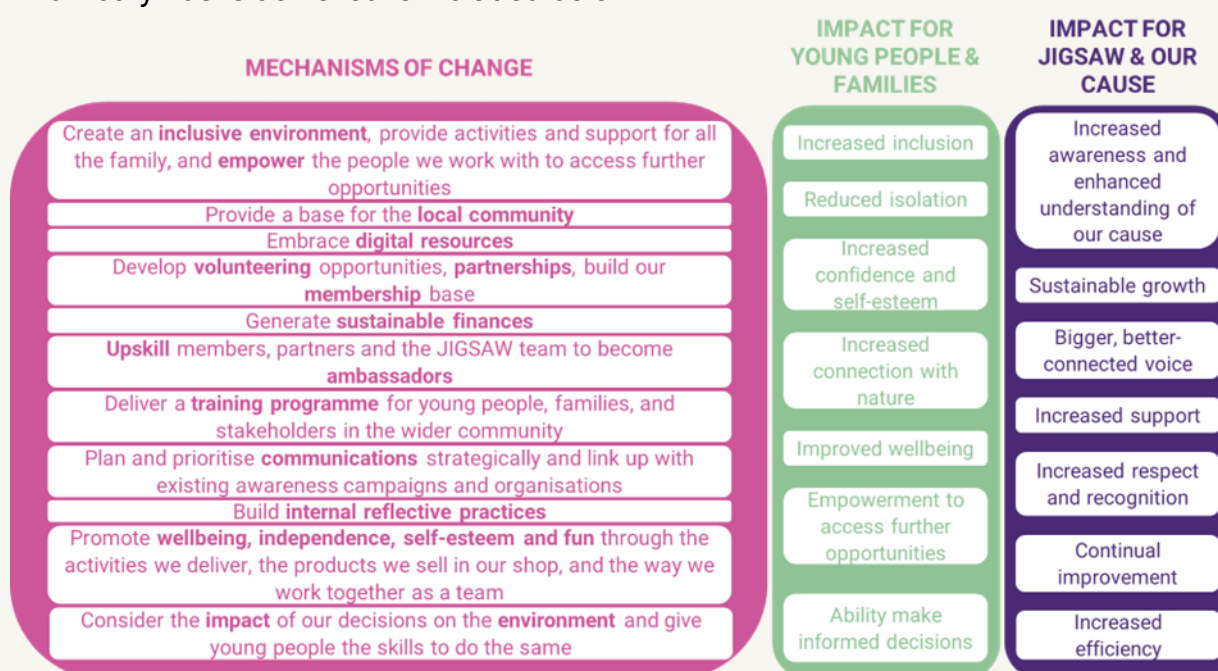 MECHANISMS OF CHANGE
Create an inclusive environment, provide activities and support for all
the family, and empower the people we work with to access further
opportunities
Provide a base for the local community
Embrace digital resources
Develop volunteering opportunities, partnerships, build our
membership base
Generate sustainable finances
Upskill members, partners and the JIGSAW team to become
ambassadors
Deliver a training programme for young people, families, and
stakeholders in the wider community
Plan and prioritise communications strategically and link up with
existing awareness campaigns and organisations
Build internal reflective practices
Promote wellbeing, independence, self-esteem and fun through the
activities we deliver, the products we sell in our shop, and the way we
work together as a team
Consider the impact of our decisions on the environment and give
young people the skills to do the same
IMPACT FOR
YOUNG PEOPLE &
FAMILIES
Increased inclusion
Reduced isolation
Increased
confidence and
self-esteem
Increased
connection with
nature
Improved wellbeing
Empowerment to
access further
opportunities
Ability make
informed decisions
IMPACT FOR
JIGSAW & OUR
CAUSE
Increased
awareness and
enhanced
understanding of
our cause
Sustainable growth
Bigger, better-
connected voice
Increased support
Increased respect
and recognition
Continual
improvement
Increased
efficiency